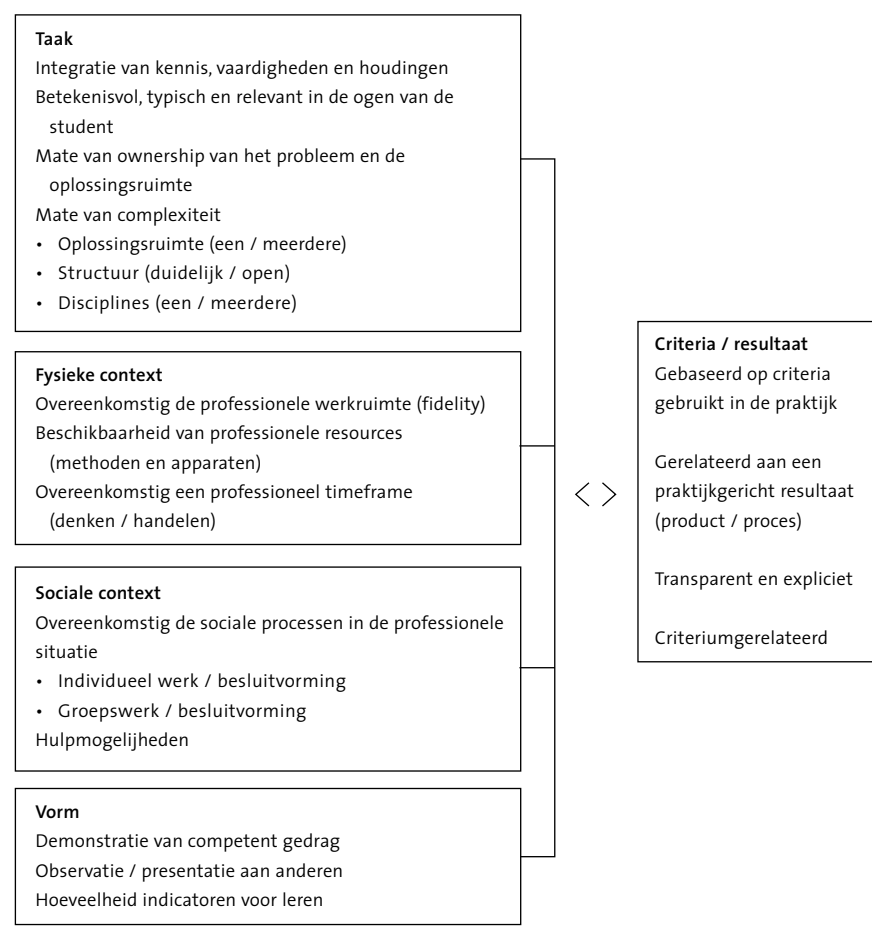 Taak
Integratie van kennis, vaardigheden en houdingen
Betekenisvol, typisch en relevant in de ogen van de
student
Mate van ownership van het probleem en de
oplossingsruimte
Mate van complexiteit
• Oplossingsruimte (een / meerdere)
• Structuur (duidelijk / open)
• Disciplines (een / meerdere)
Fysieke context
Overeenkomstig de professionele werkruimte (fidelity)
Beschikbaarheid van professionele resources
(methoden en apparaten)
Overeenkomstig een professioneel timeframe
(denken / handelen)
Sociale context
Overeenkomstig de sociale processen in de professionele
situatie
• Individueel werk / besluitvorming
• Groepswerk / besluitvorming
Hulpmogelijheden
Vorm
Demonstratie van competent gedrag
Observatie / presentatie aan anderen
Hoeveelheid indicatoren voor leren
< >
Criteria / resultaat
Gebaseerd op criteria
gebruikt in de praktijk
Gerelateerd aan een
praktijkgericht resultaat
(product / proces)
Transparent en expliciet
Criteriumgerelateerd